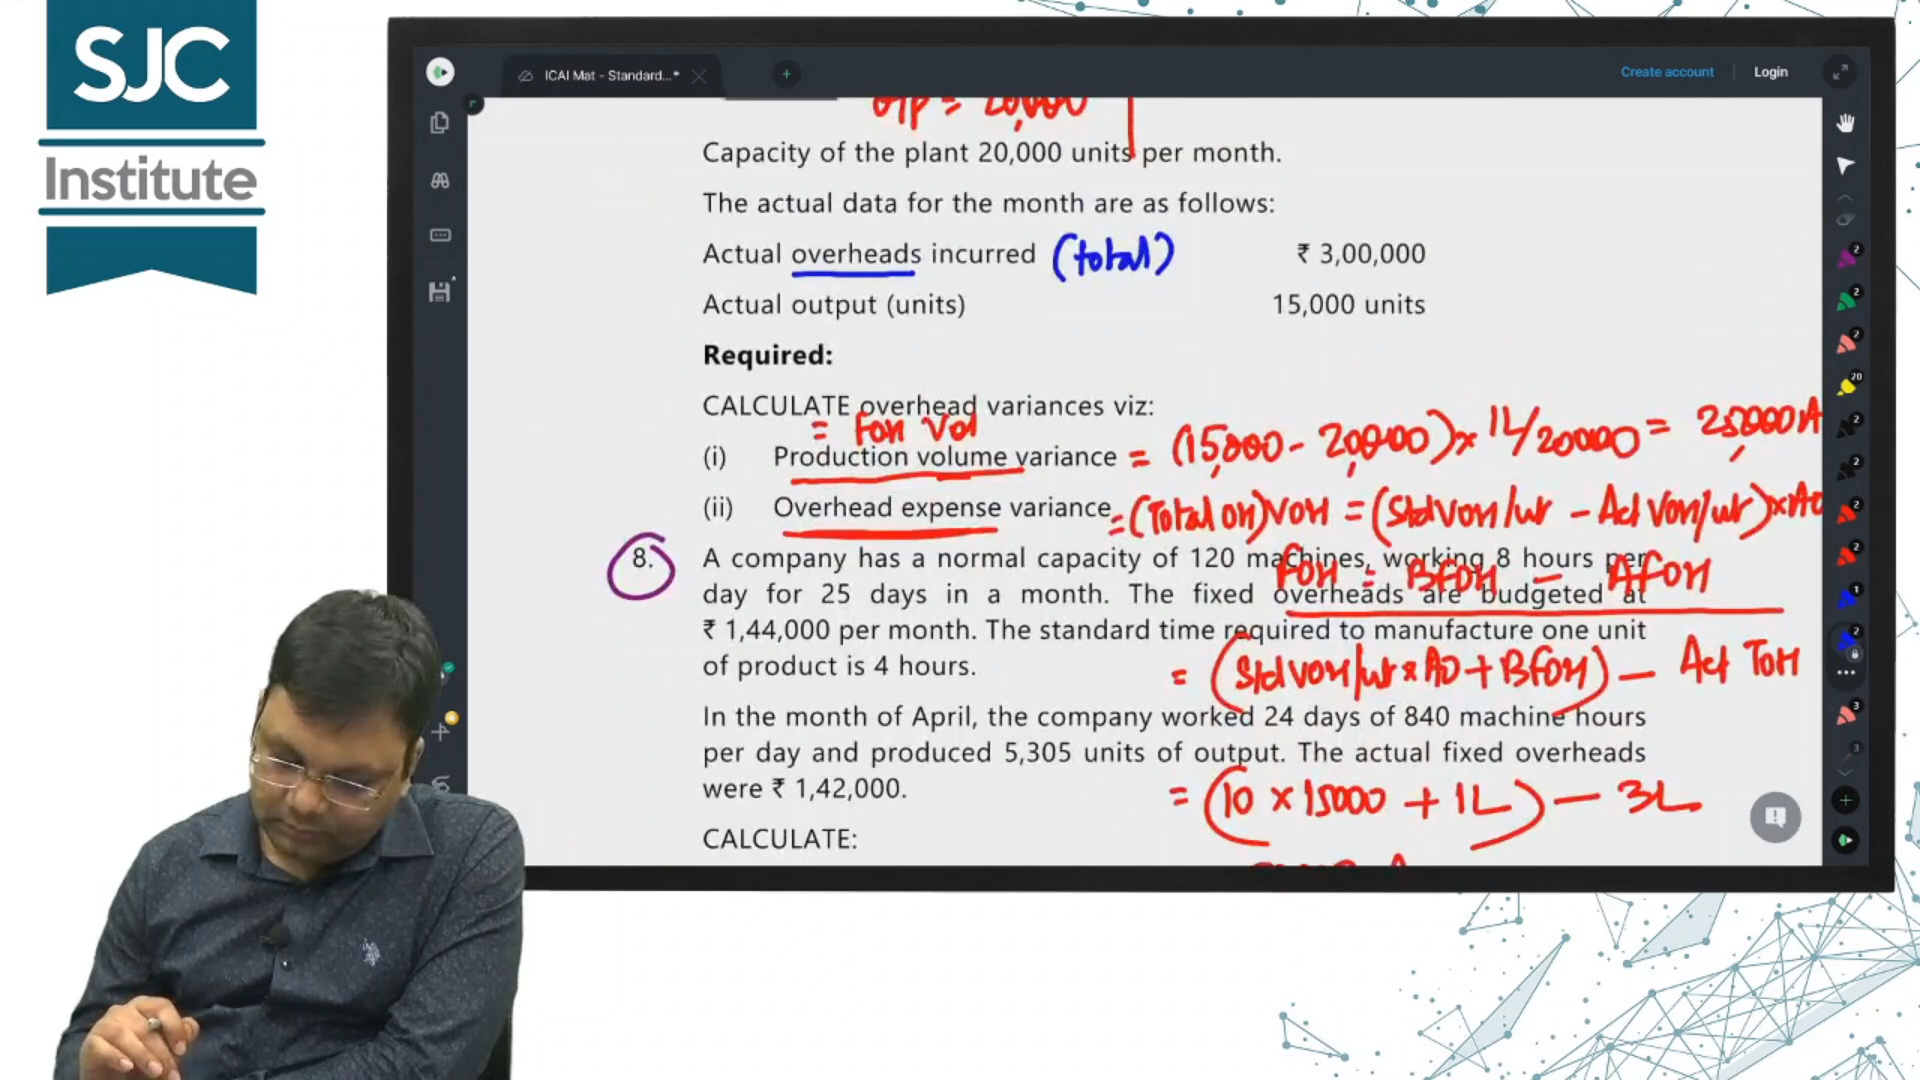 SJC
Institute
ICAI Mat - Standard...*
Create account
Login
O/p = 20,000
Capacity of the plant 20,000 units per month.
The actual data for the month are as follows:
Actual overheads incurred (total) ₹ 3,00,000
Actual output (units) 15,000 units
Required:
CALCULATE overhead variances viz:
= FOH Vol
(i) Production volume variance = (15,000 - 20,000) x 1L/20000 = 25,000 A
(ii) Overhead expense variance = (Total OH) VOH = (Std VOH/ut - Act VOH/ut) x AO
FOH = BFOH - AFOH
8. A company has a normal capacity of 120 machines, working 8 hours per
day for 25 days in a month. The fixed overheads are budgeted at
₹ 1,44,000 per month. The standard time required to manufacture one unit
of product is 4 hours.
= (Std VOH/ut x AO + BFOH) - Act TOH
In the month of April, the company worked 24 days of 840 machine hours
per day and produced 5,305 units of output. The actual fixed overheads
were ₹ 1,42,000.
= (10 x 15000 + 1L) - 3L
CALCULATE: